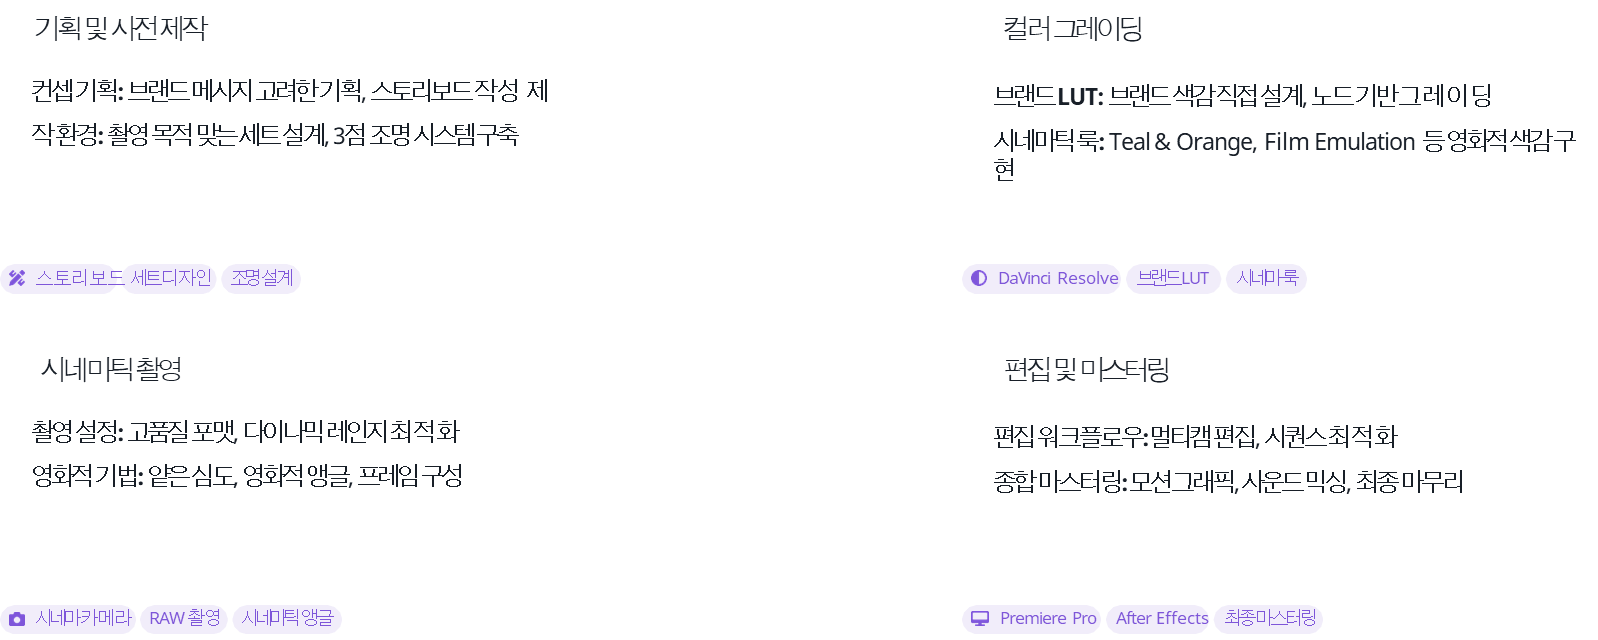 기획 및 사전 제작
컨셉 기획: 브랜드 메시지 고려한 기획, 스토리보드 작성 제
작 환경: 촬영 목적 맞는 세트 설계, 3점 조명 시스템 구축
스토리보드 세트 디자인 조명 설계
컬러 그레이딩
브랜드 LUT: 브랜드 색감 직접 설계, 노드 기반 그레이딩
시네마틱 룩: Teal & Orange, Film Emulation 등 영화적 색감 구
현
DaVinci Resolve 브랜드 LUT 시네마 룩
시네마틱 촬영
촬영 설정: 고품질 포맷, 다이나믹 레인지 최적화
영화적 기법: 얕은 심도, 영화적 앵글, 프레임 구성
시네마 카메라 RAW 촬영 시네마틱 앵글
편집 및 마스터링
편집 워크플로우: 멀티캠 편집, 시퀀스 최적화
종합 마스터링: 모션그래픽, 사운드 믹싱, 최종 마무리
Premiere Pro After Effects 최종 마스터링